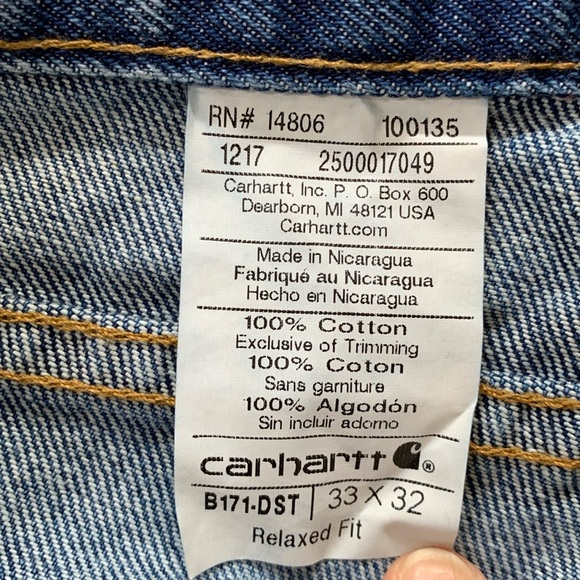 RN# 14806 100135
1217 2500017049
Carhartt, Inc. P. O. Box 600
Dearborn, MI 48121 USA
Carhartt.com
Made in Nicaragua
Fabriqué au Nicaragua
Hecho en Nicaragua
100% Cotton
Exclusive of Trimming
100% Coton
Sans garniture
100% Algodón
Sin incluir adorno
carhartt ®
B171-DST | 33 X 32
Relaxed Fit